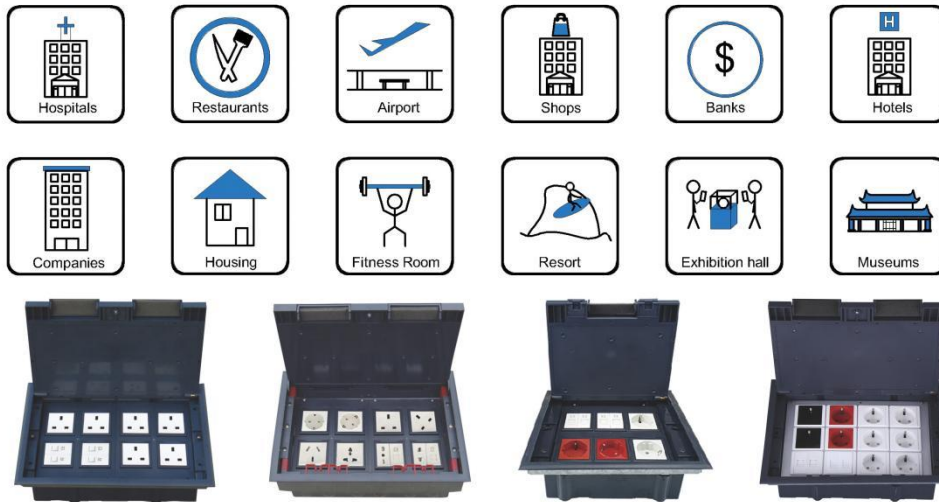 Hospitals
Restaurants
Airport
Shops
$
Banks
H
Hotels
Companies
Housing
Fitness Room
Resort
Exhibition hall
Museums